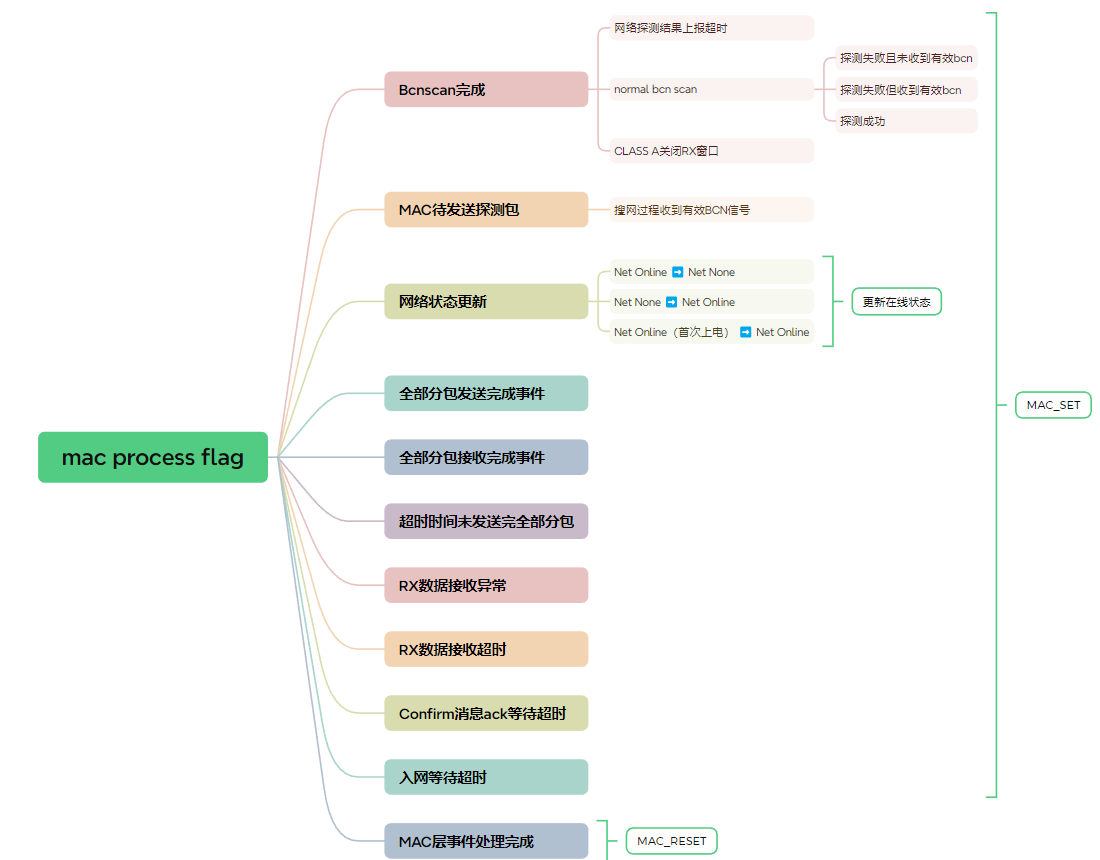 mac process flag
Bcnscan完成
网络探测结果上报超时
normal bcn scan
探测失败且未收到有效bcn
探测失败但收到有效bcn
探测成功
CLASS A关闭RX窗口
MAC待发送探测包
搜网过程收到有效BCN信号
网络状态更新
Net Online ➡️ Net None
Net None ➡️ Net Online
Net Online（首次上电） ➡️ Net Online
更新在线状态
全部分包发送完成事件
全部分包接收完成事件
超时时间未发送完全部分包
RX数据接收异常
RX数据接收超时
Confirm消息ack等待超时
入网等待超时
MAC_SET
MAC层事件处理完成
MAC_RESET